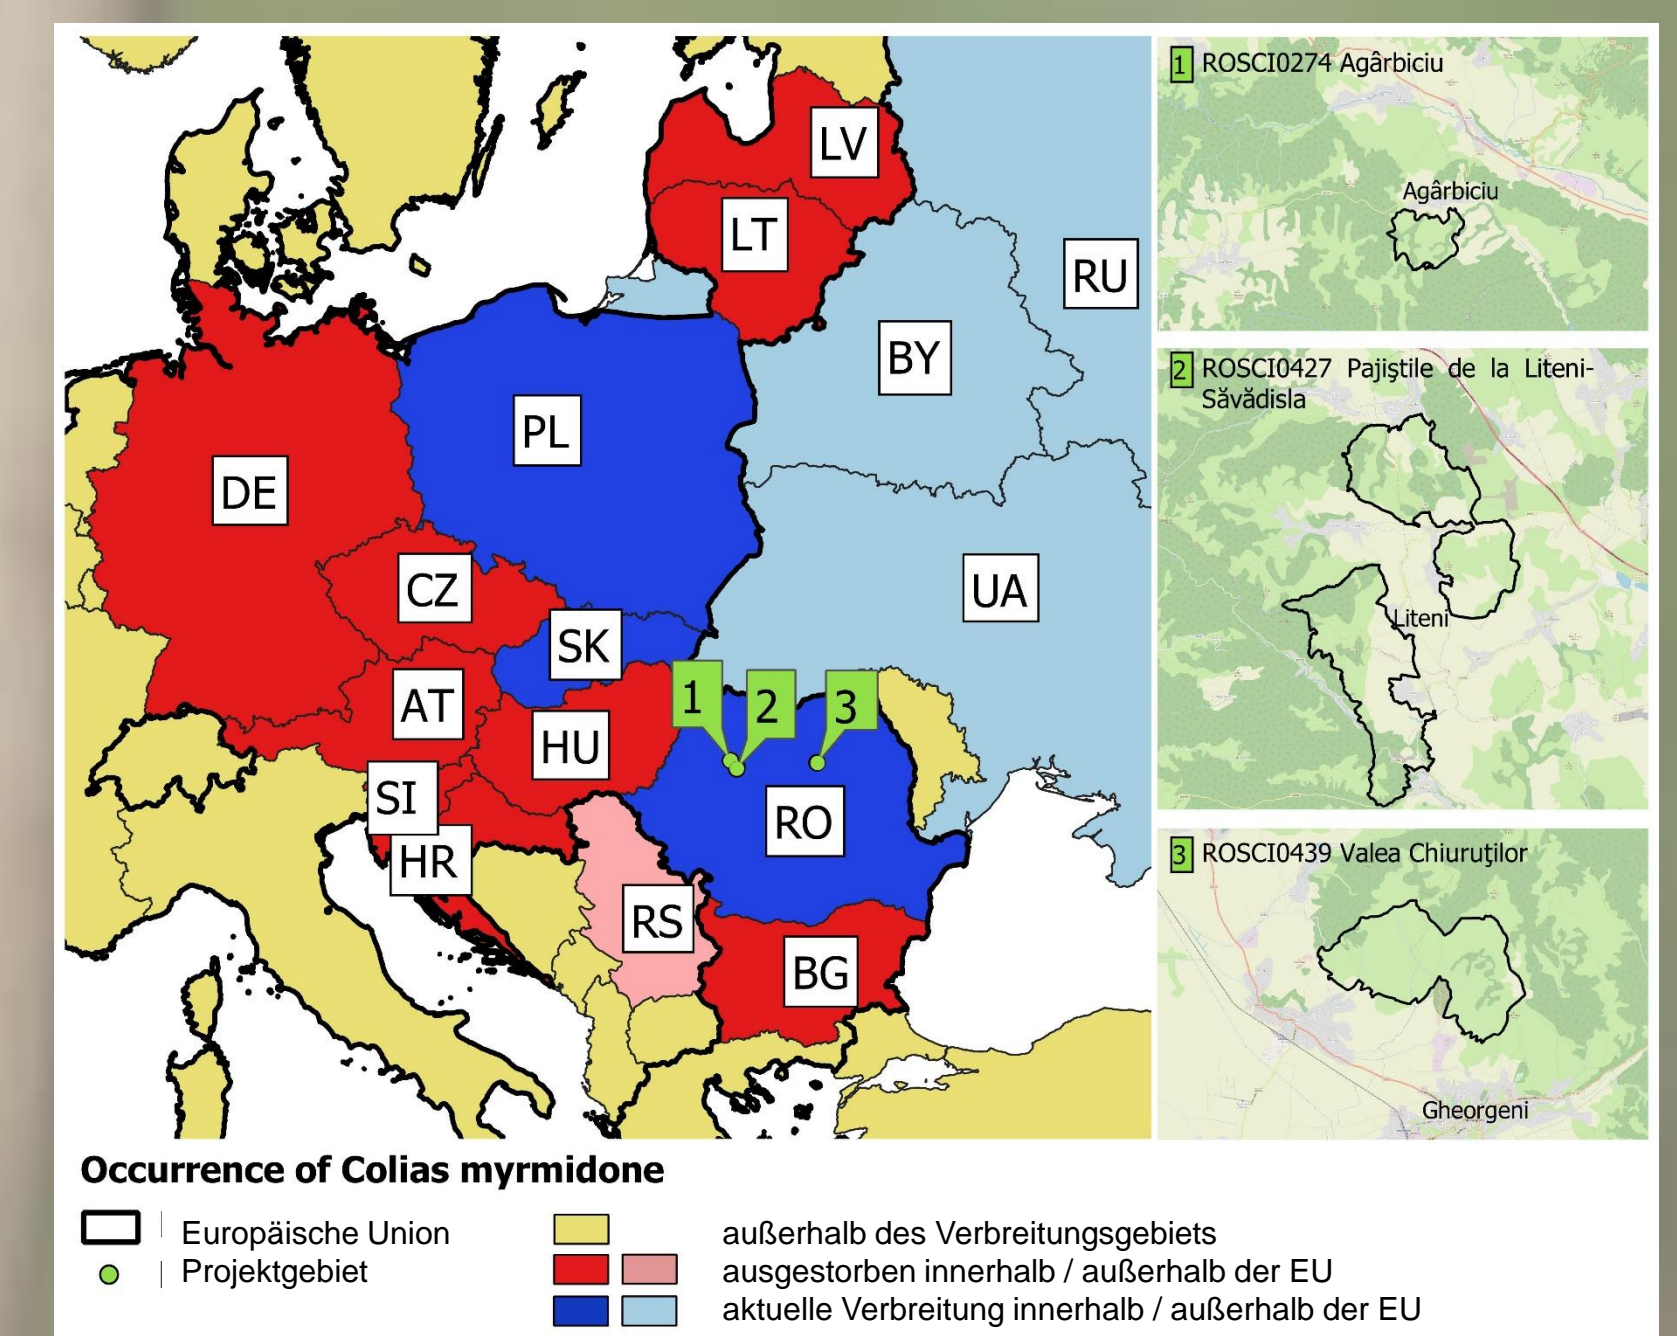 LV
LT
RU
BY
PL
DE
CZ
UA
SK
AT
HU
1
2
3
SI
RO
HR
RS
BG
1 ROSCI0274 Agârbiciu
Agârbiciu
2 ROSCI0427 Pajiştile de la Liteni-
Săvădisla
Liteni
3 ROSCI0439 Valea Chiuruţilor
Gheorgeni
Occurrence of Colias myrmidone
Europäische Union
Projektgebiet
außerhalb des Verbreitungsgebiets
ausgestorben innerhalb / außerhalb der EU
aktuelle Verbreitung innerhalb / außerhalb der EU